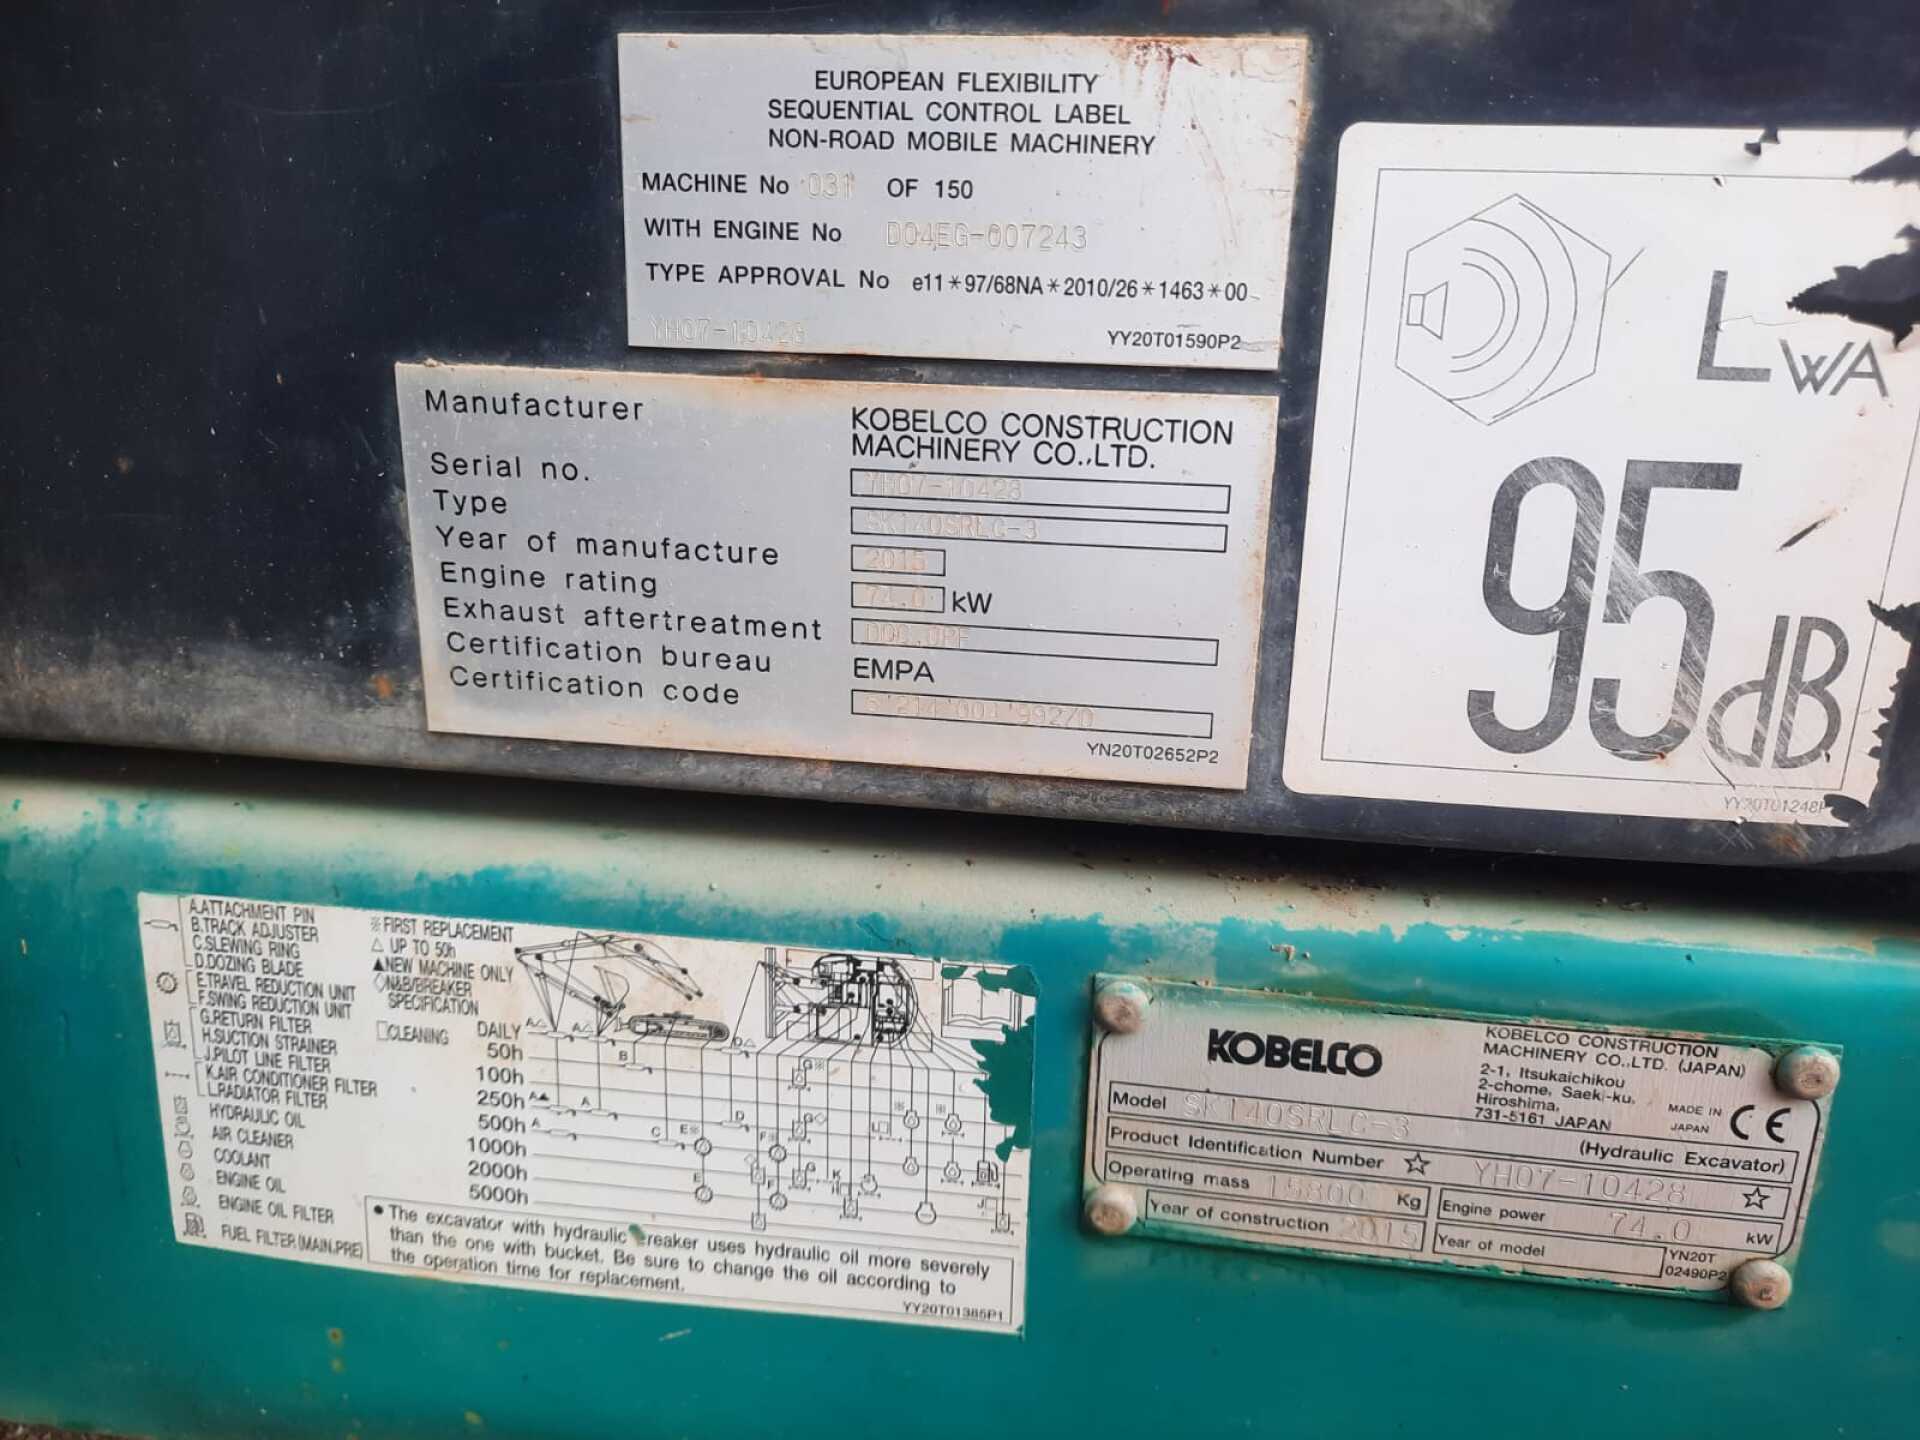 EUROPEAN FLEXIBILITY
SEQUENTIAL CONTROL LABEL
NON-ROAD MOBILE MACHINERY
MACHINE No 031 OF 150
WITH ENGINE No D04EG-007243
TYPE APPROVAL No e11*97/68NA*2010/26*1463*00
YH07-10428 YY20T01590P2
Manufacturer KOBELCO CONSTRUCTION
MACHINERY CO.,LTD.
Serial no. YH07-10428
Type SK140SRLC-3
Year of manufacture 2015
Engine rating 74.0 kW
Exhaust aftertreatment
Certification bureau EMPA
Certification code
YN20T02652P2
LWA
95 dB
A.ATTACHMENT PIN
B.TRACK ADJUSTER
C.SLEWING RING
D.DOZING BLADE
E.TRAVEL REDUCTION UNIT
F.SWING REDUCTION UNIT
G.RETURN FILTER
H.SUCTION STRAINER
J.PILOT LINE FILTER
K.AIR CONDITIONER FILTER
L.RADIATOR FILTER
HYDRAULIC OIL
AIR CLEANER
COOLANT
ENGINE OIL
ENGINE OIL FILTER
FUEL FILTER(MAIN.PRE)
※FIRST REPLACEMENT
△ UP TO 50h
▲NEW MACHINE ONLY
◇N&B/BREAKER
SPECIFICATION
□CLEANING
DAILY
50h
100h
250h
500h
1000h
2000h
5000h
• The excavator with hydraulic breaker uses hydraulic oil more severely
than the one with bucket. Be sure to change the oil according to
the operation time for replacement.
YY20T01385P1
KOBELCO
KOBELCO CONSTRUCTION
MACHINERY CO.,LTD. (JAPAN)
2-1, Itsukaichikou
2-chome, Saeki-ku,
Hiroshima,
731-5161 JAPAN
MADE IN
JAPAN
CE
Model SK140SRLC-3 (Hydraulic Excavator)
Product Identification Number ☆ YH07-10428 ☆
Operating mass 15800 Kg
Engine power 74.0 kW
Year of construction 2015
Year of model
YN20T
02490P2